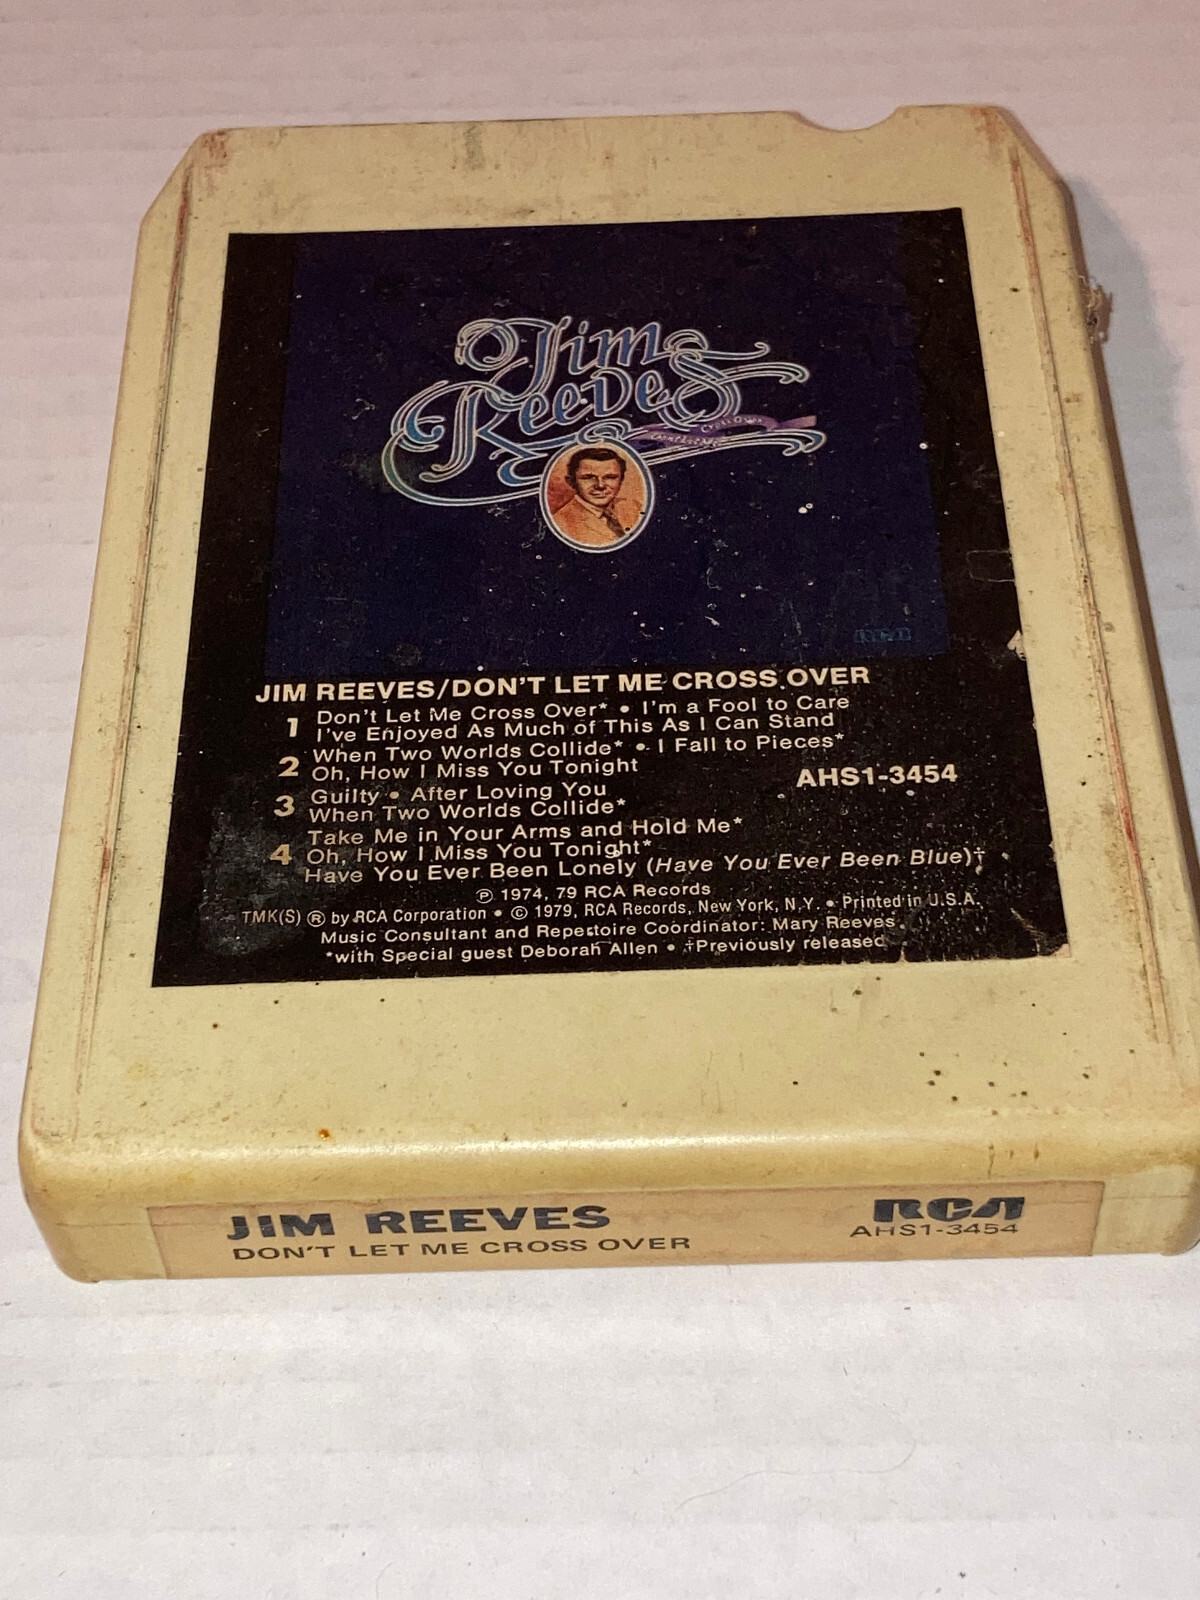 Jim
Reeves
Cross Over
Don't Let Me
RCA
JIM REEVES/DON'T LET ME CROSS OVER
1 Don't Let Me Cross Over* • I'm a Fool to Care
I've Enjoyed As Much of This As I Can Stand
2 When Two Worlds Collide* • I Fall to Pieces*
Oh, How I Miss You Tonight
AHS1-3454
3 Guilty • After Loving You
When Two Worlds Collide*
4 Take Me in Your Arms and Hold Me*
Oh, How I Miss You Tonight*
Have You Ever Been Lonely (Have You Ever Been Blue)†
℗ 1974, 79 RCA Records
TMK(S) ® by RCA Corporation • © 1979, RCA Records, New York, N.Y. • Printed in U.S.A.
Music Consultant and Repestoire Coordinator: Mary Reeves
*with Special guest Deborah Allen • †Previously released
JIM REEVES
DON'T LET ME CROSS OVER
RCA
AHS1-3454